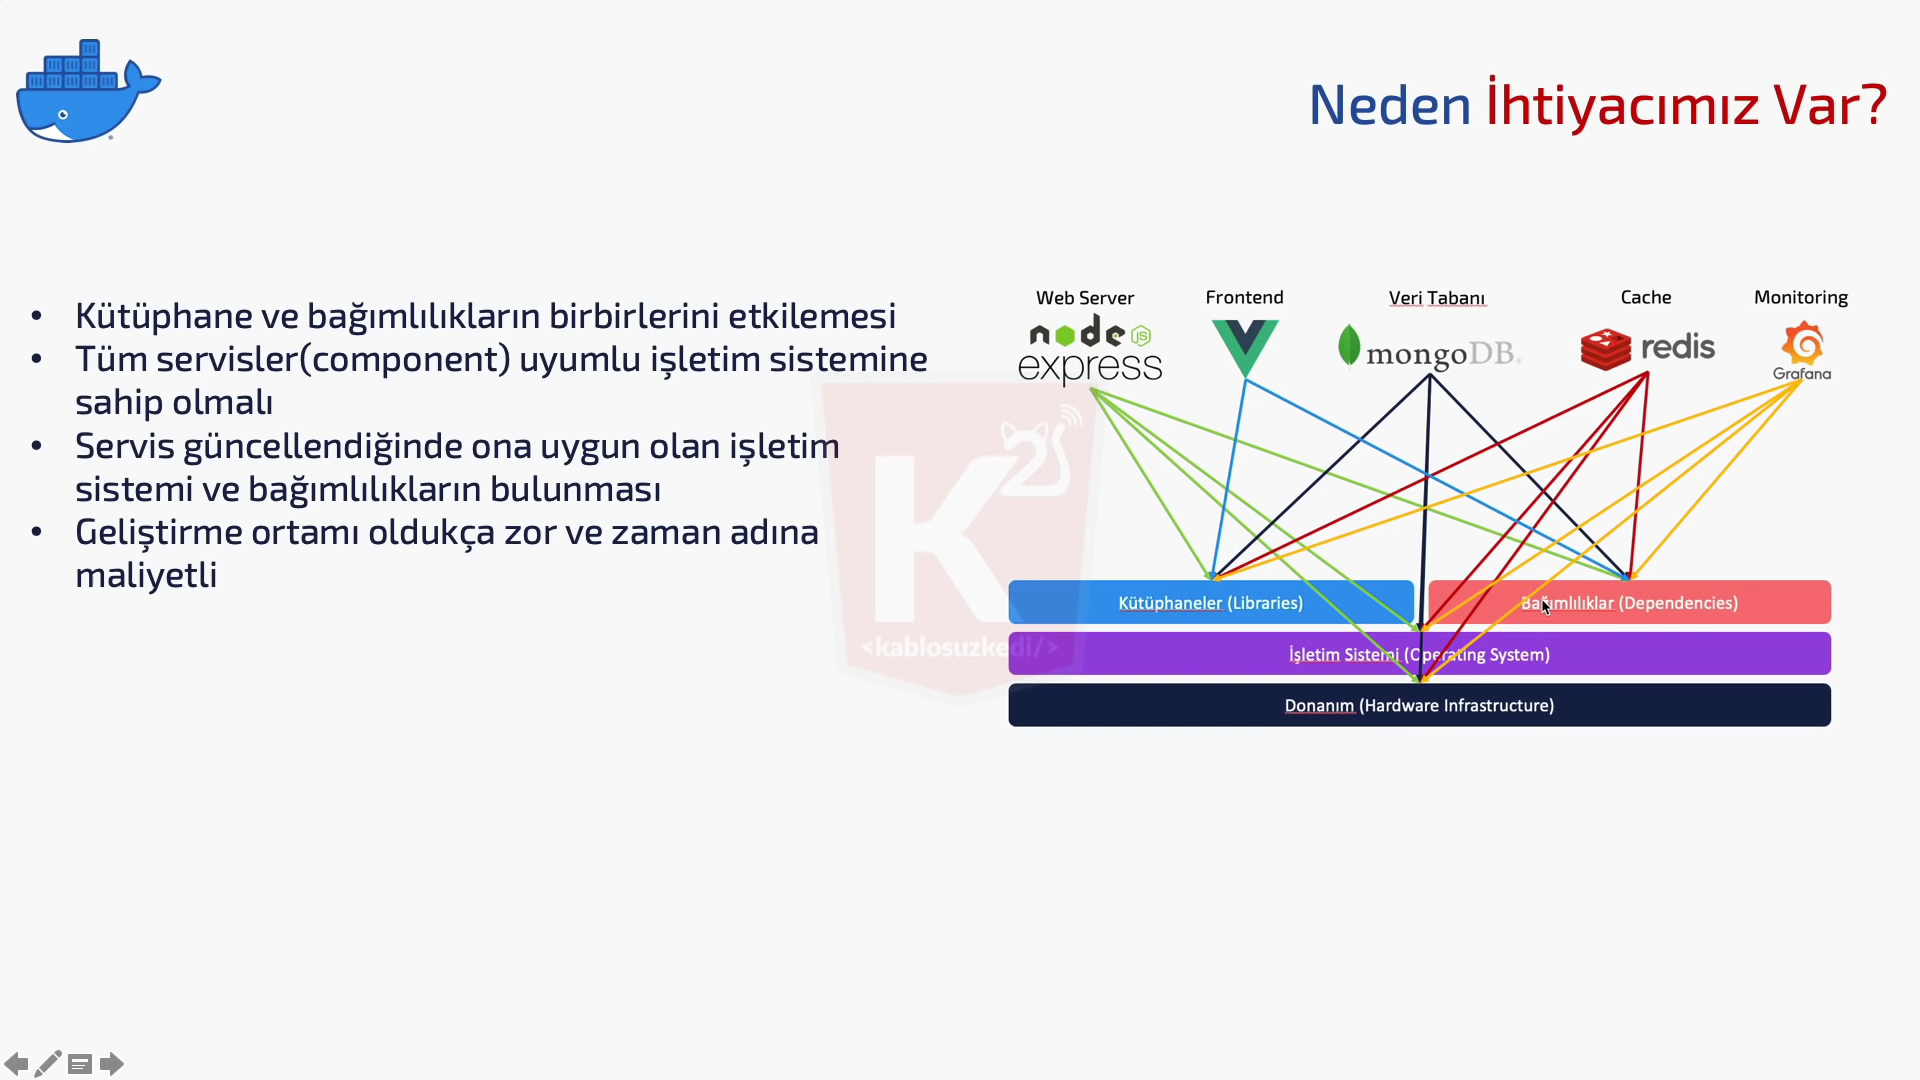 Neden İhtiyacımız Var?
• Kütüphane ve bağımlılıkların birbirlerini etkilemesi
• Tüm servisler(component) uyumlu işletim sistemine
sahip olmalı
• Servis güncellendiğinde ona uygun olan işletim
sistemi ve bağımlılıkların bulunması
• Geliştirme ortamı oldukça zor ve zaman adına
maliyetli
Web Server
Frontend
Veri Tabanı
Cache
Monitoring
node JS
express
mongoDB.
redis
Grafana
K
<kablosuzkedi/>
Kütüphaneler (Libraries)
Bağımlılıklar (Dependencies)
İşletim Sistemi (Operating System)
Donanım (Hardware Infrastructure)